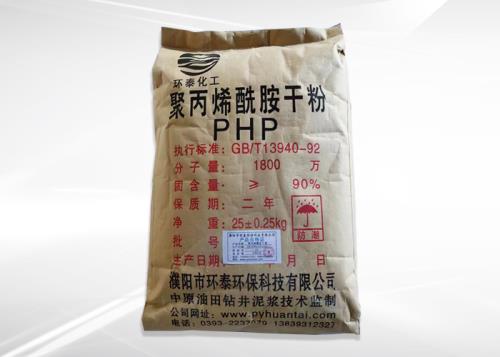 环泰化工
聚丙烯酰胺干粉
PHP
执行标准：GB/T13940-92
分子量：1800 万
固含量：≥ 90%
保质期：二年
净重：25±0.25kg
批号
防潮
生产日期 年 月 日
濮阳市环泰环保科技有限公司
中原油田钻井泥浆技术监制
公司网址：www.pyhuantai.com
电话：0393-2237079 13839312327